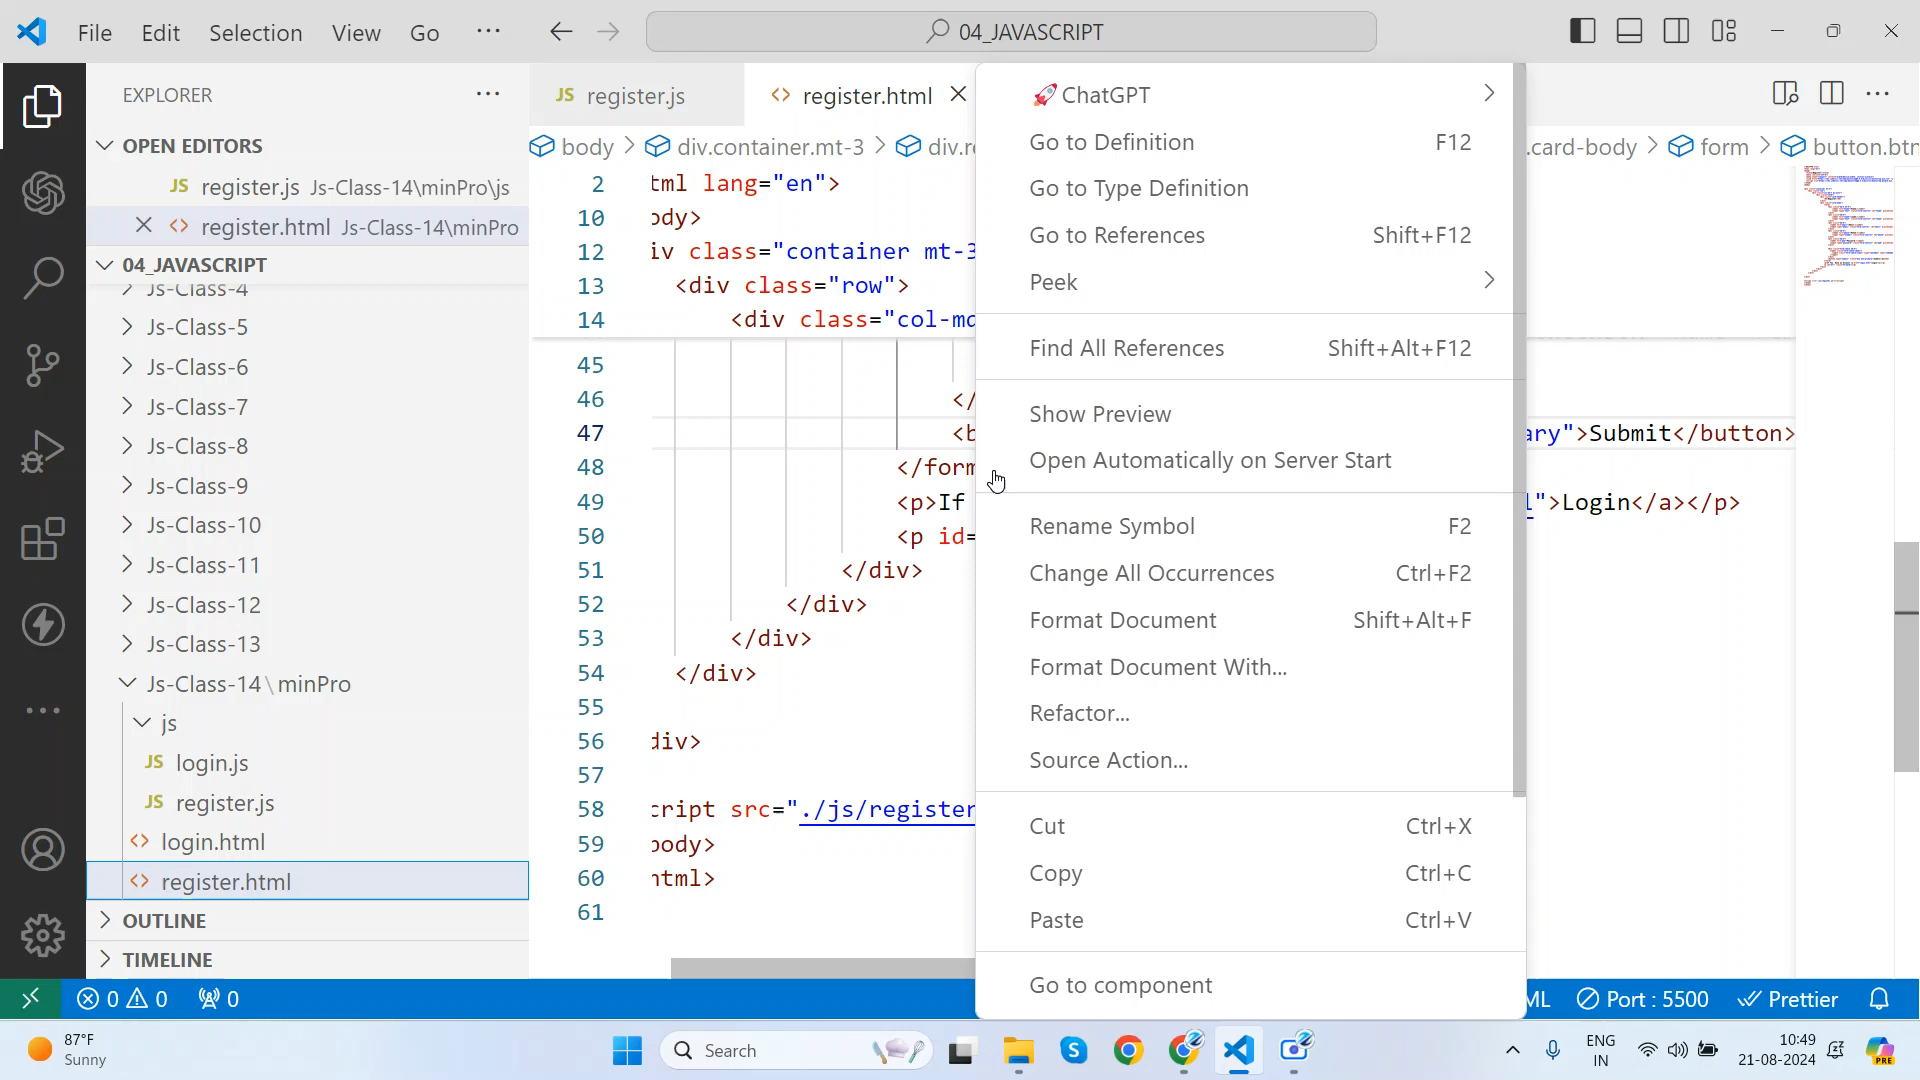 File Edit Selection View Go ··· 04_JAVASCRIPT
EXPLORER ···
OPEN EDITORS
JS register.js Js-Class-14\minPro\js
<> register.html Js-Class-14\minPro
04_JAVASCRIPT
Js-Class-4
Js-Class-5
Js-Class-6
Js-Class-7
Js-Class-8
Js-Class-9
Js-Class-10
Js-Class-11
Js-Class-12
Js-Class-13
Js-Class-14\minPro
js
JS login.js
JS register.js
<> login.html
<> register.html
OUTLINE
TIMELINE
JS register.js <> register.html
body > div.container.mt-3 > div.r .card-body > form > button.btn
2 tml lang="en">
10 ody>
12 iv class="container mt-3
13 <div class="row">
14 <div class="col-md
45
46 </
47 <b ary">Submit</button>
48 </form
49 <p>If l">Login</a></p>
50 <p id=
51 </div>
52 </div>
53 </div>
54 </div>
55
56 div>
57
58 cript src="./js/register
59 body>
60 html>
61
🚀ChatGPT
Go to Definition F12
Go to Type Definition
Go to References Shift+F12
Peek
Find All References Shift+Alt+F12
Show Preview
Open Automatically on Server Start
Rename Symbol F2
Change All Occurrences Ctrl+F2
Format Document Shift+Alt+F
Format Document With...
Refactor...
Source Action...
Cut Ctrl+X
Copy Ctrl+C
Paste Ctrl+V
Go to component
0 0 0 ML Port : 5500 Prettier
87°F
Sunny
Search
ENG
IN
10:49
21-08-2024
PRE